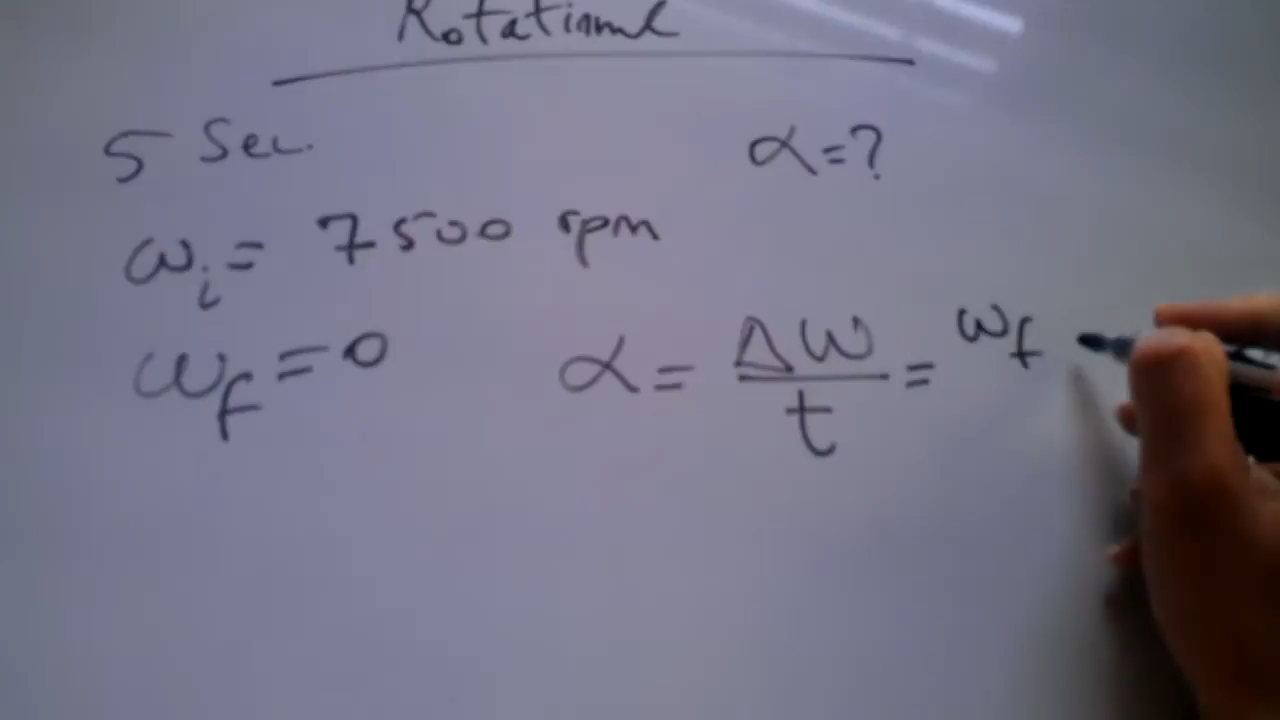 Rotational
5 Sec.
α=?
ωi= 7500 rpm
ωf=0
α= Δω/t = ωf